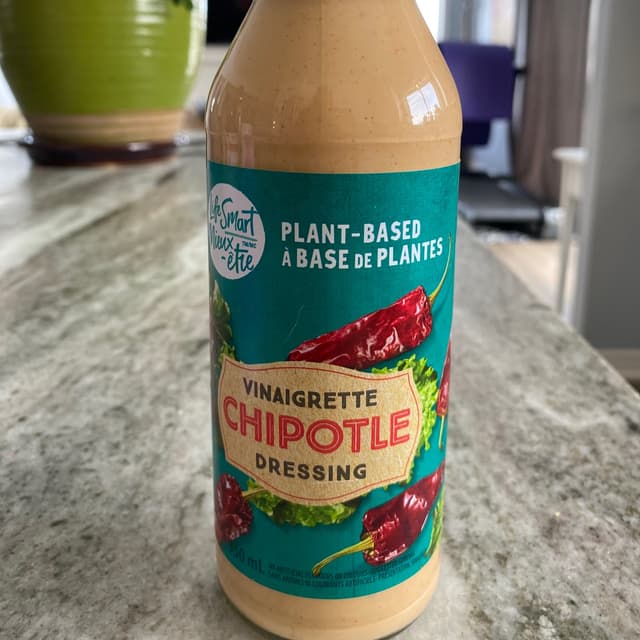 Life Smart
Mieux
-être
PLANT-BASED
À BASE DE PLANTES
VINAIGRETTE
CHIPOTLE
DRESSING